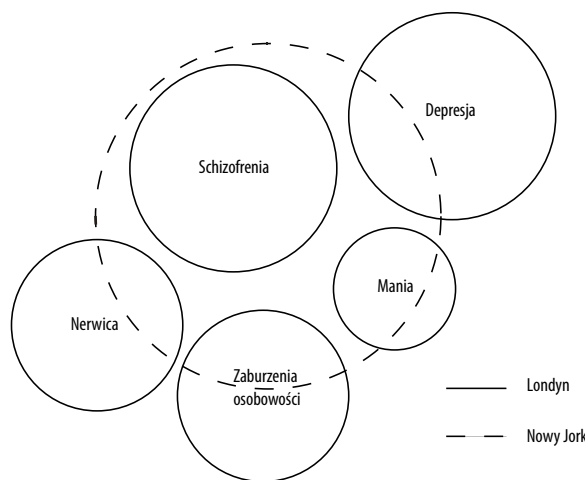 Depresja
Schizofrenia
Mania
Nerwica
Zaburzenia
osobowości
Londyn
Nowy Jork